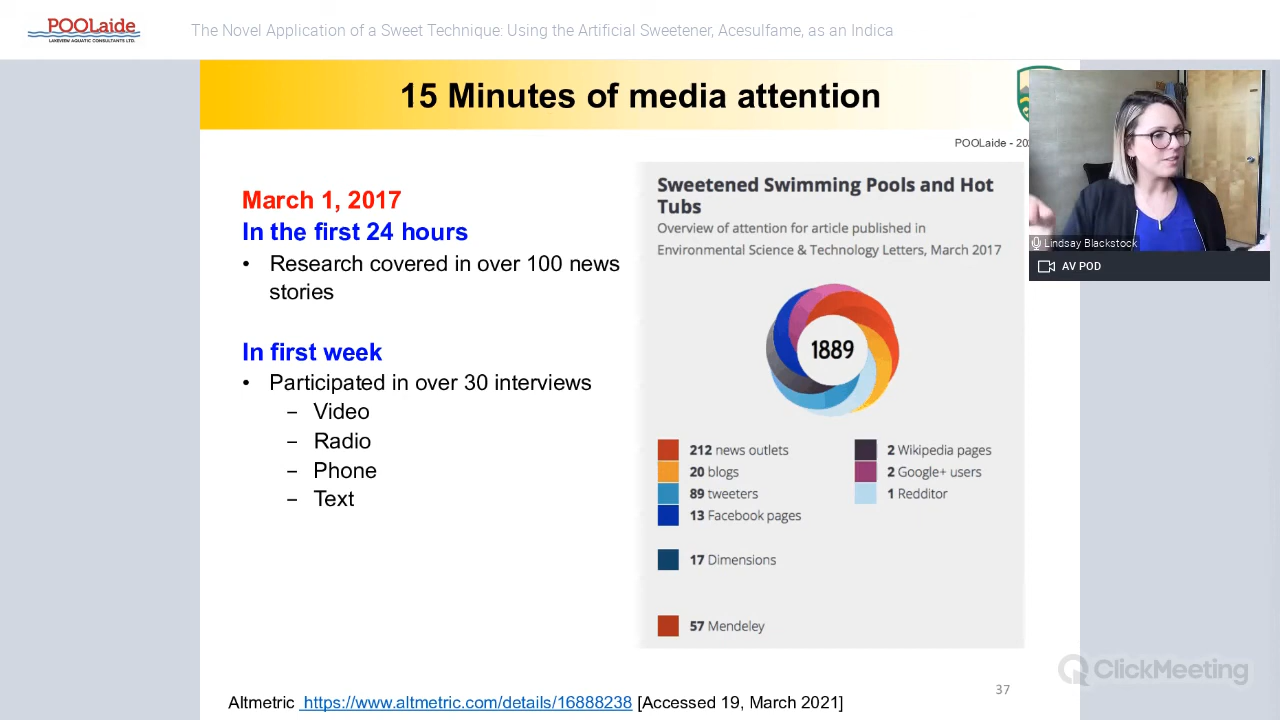 POOLaide
LAKEVIEW AQUATIC CONSULTANTS LTD.
The Novel Application of a Sweet Technique: Using the Artificial Sweetener, Acesulfame, as an Indica
15 Minutes of media attention
POOLaide - 20
March 1, 2017
In the first 24 hours
• Research covered in over 100 news
stories
In first week
• Participated in over 30 interviews
– Video
– Radio
– Phone
– Text
Sweetened Swimming Pools and Hot
Tubs
Overview of attention for article published in
Environmental Science & Technology Letters, March 2017
1889
212 news outlets
20 blogs
89 tweeters
13 Facebook pages
2 Wikipedia pages
2 Google+ users
1 Redditor
17 Dimensions
57 Mendeley
Lindsay Blackstock
AV POD
ClickMeeting
37
Altmetric https://www.altmetric.com/details/16888238 [Accessed 19, March 2021]